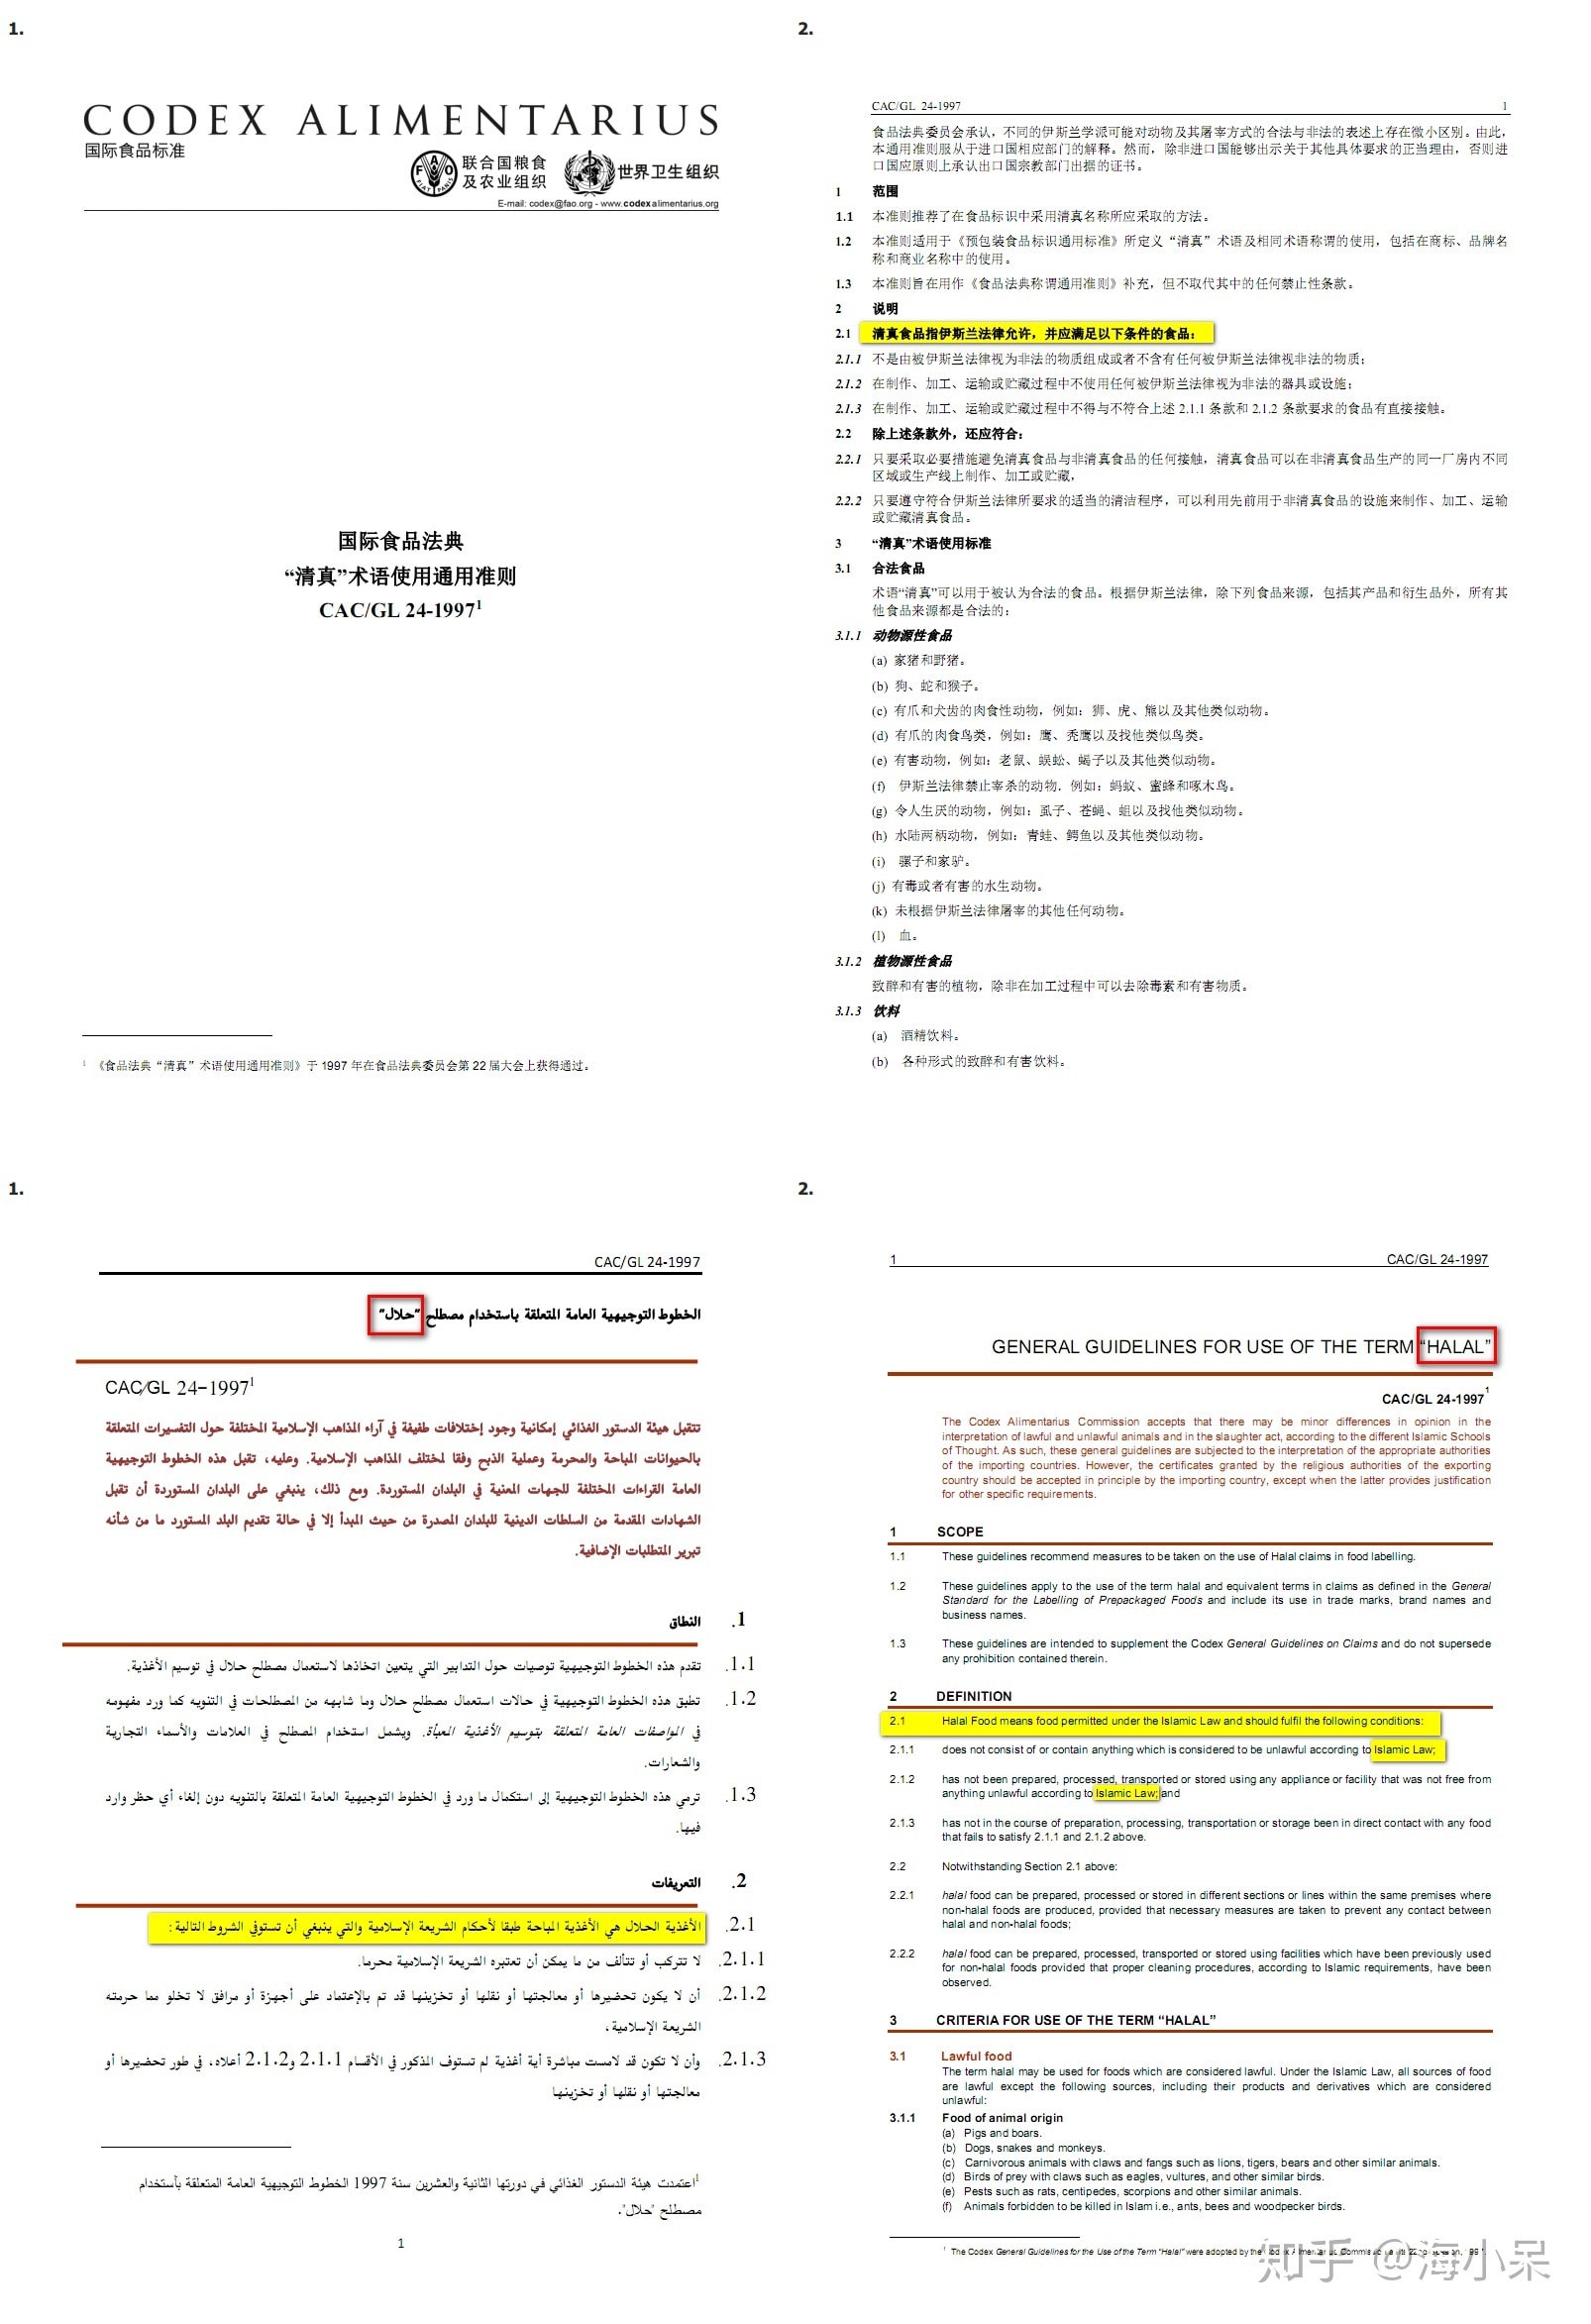 1.
CODEX ALIMENTARIUS
国际食品标准
联合国粮食
及农业组织
世界卫生组织
E-mail: codex@fao.org - www.codexalimentarius.org
国际食品法典
“清真”术语使用通用准则
CAC/GL 24-1997¹
¹ 《食品法典“清真”术语使用通用准则》于 1997 年在食品法典委员会第 22 届大会上获得通过。
2.
CAC/GL 24-1997 1
食品法典委员会承认，不同的伊斯兰学派可能对动物及其屠宰方式的合法与非法的表述上存在微小区别。由此，
本通用准则服从于进口国相应部门的解释。然而，除非进口国能够出示关于其他具体要求的正当理由，否则进
口国应原则上承认出口国宗教部门出据的证书。
1 范围
1.1 本准则推荐了在食品标识中采用清真名称所应采取的方法。
1.2 本准则适用于《预包装食品标识通用标准》所定义“清真”术语及相同术语称谓的使用，包括在商标、品牌名
称和商业名称中的使用。
1.3 本准则旨在用作《食品法典称谓通用准则》补充，但不取代其中的任何禁止性条款。
2 说明
2.1 清真食品指伊斯兰法律允许，并应满足以下条件的食品：
2.1.1 不是由被伊斯兰法律视为非法的物质组成或者不含有任何被伊斯兰法律视非法的物质；
2.1.2 在制作、加工、运输或贮藏过程中不使用任何被伊斯兰法律视为非法的器具或设施；
2.1.3 在制作、加工、运输或贮藏过程中不得与不符合上述 2.1.1 条款和 2.1.2 条款要求的食品有直接接触。
2.2 除上述条款外，还应符合：
2.2.1 只要采取必要措施避免清真食品与非清真食品的任何接触，清真食品可以在非清真食品生产的同一厂房内不同
区域或生产线上制作、加工或贮藏，
2.2.2 只要遵守符合伊斯兰法律所要求的适当的清洁程序，可以利用先前用于非清真食品的设施来制作、加工、运输
或贮藏清真食品。
3 “清真”术语使用标准
3.1 合法食品
术语“清真”可以用于被认为合法的食品。根据伊斯兰法律，除下列食品来源，包括其产品和衍生品外，所有其
他食品来源都是合法的：
3.1.1 动物源性食品
(a) 家猪和野猪。
(b) 狗、蛇和猴子。
(c) 有爪和犬齿的肉食性动物，例如：狮、虎、熊以及其他类似动物。
(d) 有爪的肉食鸟类，例如：鹰、秃鹰以及找他类似鸟类。
(e) 有害动物，例如：老鼠、蜈蚣、蝎子以及其他类似动物。
(f) 伊斯兰法律禁止宰杀的动物，例如：蚂蚁、蜜蜂和啄木鸟。
(g) 令人生厌的动物，例如：虱子、苍蝇、蛆以及找他类似动物。
(h) 水陆两栖动物，例如：青蛙、鳄鱼以及其他类似动物。
(i) 骡子和家驴。
(j) 有毒或者有害的水生动物。
(k) 未根据伊斯兰法律屠宰的其他任何动物。
(l) 血。
3.1.2 植物源性食品
致醉和有害的植物，除非在加工过程中可以去除毒素和有害物质。
3.1.3 饮料
(a) 酒精饮料。
(b) 各种形式的致醉和有害饮料。
1.
CAC/GL 24-1997
الخطوط التوجيهية العامة المتعلقة باستخدام مصطلح "حلال"
CAC/GL 24-1997¹
تتقبل هيئة الدستور الغذائي إمكانية وجود إختلافات طفيفة في آراء المذاهب الإسلامية المختلفة حول التفسيرات المتعلقة
بالحيوانات المباحة والمحرمة وعملية الذبح وفقا لمختلف المذاهب الإسلامية. وعليه، تقبل هذه الخطوط التوجيهية
العامة القراءات المختلفة للجهات المعنية في البلدان المستوردة. ومع ذلك، ينبغي على البلدان المستوردة أن تقبل
الشهادات المقدمة من السلطات الدينية للبلدان المصدرة من حيث المبدأ إلا في حالة تقديم البلد المستورد ما من شأنه
تبرير المتطلبات الإضافية.
1. النطاق
1.1. تقدم هذه الخطوط التوجيهية توصيات حول التدابير التي يتعين اتخاذها لاستعمال مصطلح حلال في توسيم الأغذية.
1.2. تطبق هذه الخطوط التوجيهية في حالات استعمال مصطلح حلال وما شابهه من المصطلحات في التنويه كما ورد مفهومه
في المواصفات العامة المتعلقة بتوسيم الأغذية المعبأة. ويشمل استخدام المصطلح في العلامات والأسماء التجارية
والشعارات.
1.3. ترمي هذه الخطوط التوجيهية إلى استكمال ما ورد في الخطوط التوجيهية العامة المتعلقة بالتنويه دون إلغاء أي حظر وارد
فيها.
2. التعريفات
2.1. الأغذية الحلال هي الأغذية المباحة طبقا لأحكام الشريعة الإسلامية والتي ينبغي أن تستوفي الشروط التالية:
2.1.1. لا تتركب أو تتألف من ما يمكن أن تعتبره الشريعة الإسلامية محرما.
2.1.2. أن لا يكون تحضيرها أو معالجتها أو نقلها أو تخزينها قد تم بالإعتماد على أجهزة أو مرافق لا تخلو مما حرمته
الشريعة الإسلامية،
2.1.3. وأن لا تكون قد لامست مباشرة أية أغذية لم تستوف المذكور في الأقسام 2.1.1 و2.1.2 أعلاه، في طور تحضيرها أو
معالجتها أو نقلها أو تخزينها
¹اعتمدت هيئة الدستور الغذائي في دورتها الثانية والعشرين سنة 1997 الخطوط التوجيهية العامة المتعلقة بأستخدام
مصطلح "حلال".
1
2.
1 CAC/GL 24-1997
GENERAL GUIDELINES FOR USE OF THE TERM “HALAL”
CAC/GL 24-1997¹
The Codex Alimentarius Commission accepts that there may be minor differences in opinion in the
interpretation of lawful and unlawful animals and in the slaughter act, according to the different Islamic Schools
of Thought. As such, these general guidelines are subjected to the interpretation of the appropriate authorities
of the importing countries. However, the certificates granted by the religious authorities of the exporting
country should be accepted in principle by the importing country, except when the latter provides justification
for other specific requirements.
1 SCOPE
1.1 These guidelines recommend measures to be taken on the use of Halal claims in food labelling.
1.2 These guidelines apply to the use of the term halal and equivalent terms in claims as defined in the General
Standard for the Labelling of Prepackaged Foods and include its use in trade marks, brand names and
business names.
1.3 These guidelines are intended to supplement the Codex General Guidelines on Claims and do not supersede
any prohibition contained therein.
2 DEFINITION
2.1 Halal Food means food permitted under the Islamic Law and should fulfil the following conditions:
2.1.1 does not consist of or contain anything which is considered to be unlawful according to Islamic Law;
2.1.2 has not been prepared, processed, transported or stored using any appliance or facility that was not free from
anything unlawful according to Islamic Law; and
2.1.3 has not in the course of preparation, processing, transportation or storage been in direct contact with any food
that fails to satisfy 2.1.1 and 2.1.2 above.
2.2 Notwithstanding Section 2.1 above:
2.2.1 halal food can be prepared, processed or stored in different sections or lines within the same premises where
non-halal foods are produced, provided that necessary measures are taken to prevent any contact between
halal and non-halal foods;
2.2.2 halal food can be prepared, processed, transported or stored using facilities which have been previously used
for non-halal foods provided that proper cleaning procedures, according to Islamic requirements, have been
observed.
3 CRITERIA FOR USE OF THE TERM “HALAL”
3.1 Lawful food
The term halal may be used for foods which are considered lawful. Under the Islamic Law, all sources of food
are lawful except the following sources, including their products and derivatives which are considered
unlawful:
3.1.1 Food of animal origin
(a) Pigs and boars.
(b) Dogs, snakes and monkeys.
(c) Carnivorous animals with claws and fangs such as lions, tigers, bears and other similar animals.
(d) Birds of prey with claws such as eagles, vultures, and other similar birds.
(e) Pests such as rats, centipedes, scorpions and other similar animals.
(f) Animals forbidden to be killed in Islam i.e., ants, bees and woodpecker birds.
¹ The Codex General Guidelines for the Use of the Term “Halal” were adopted by the
知乎 @海小呆